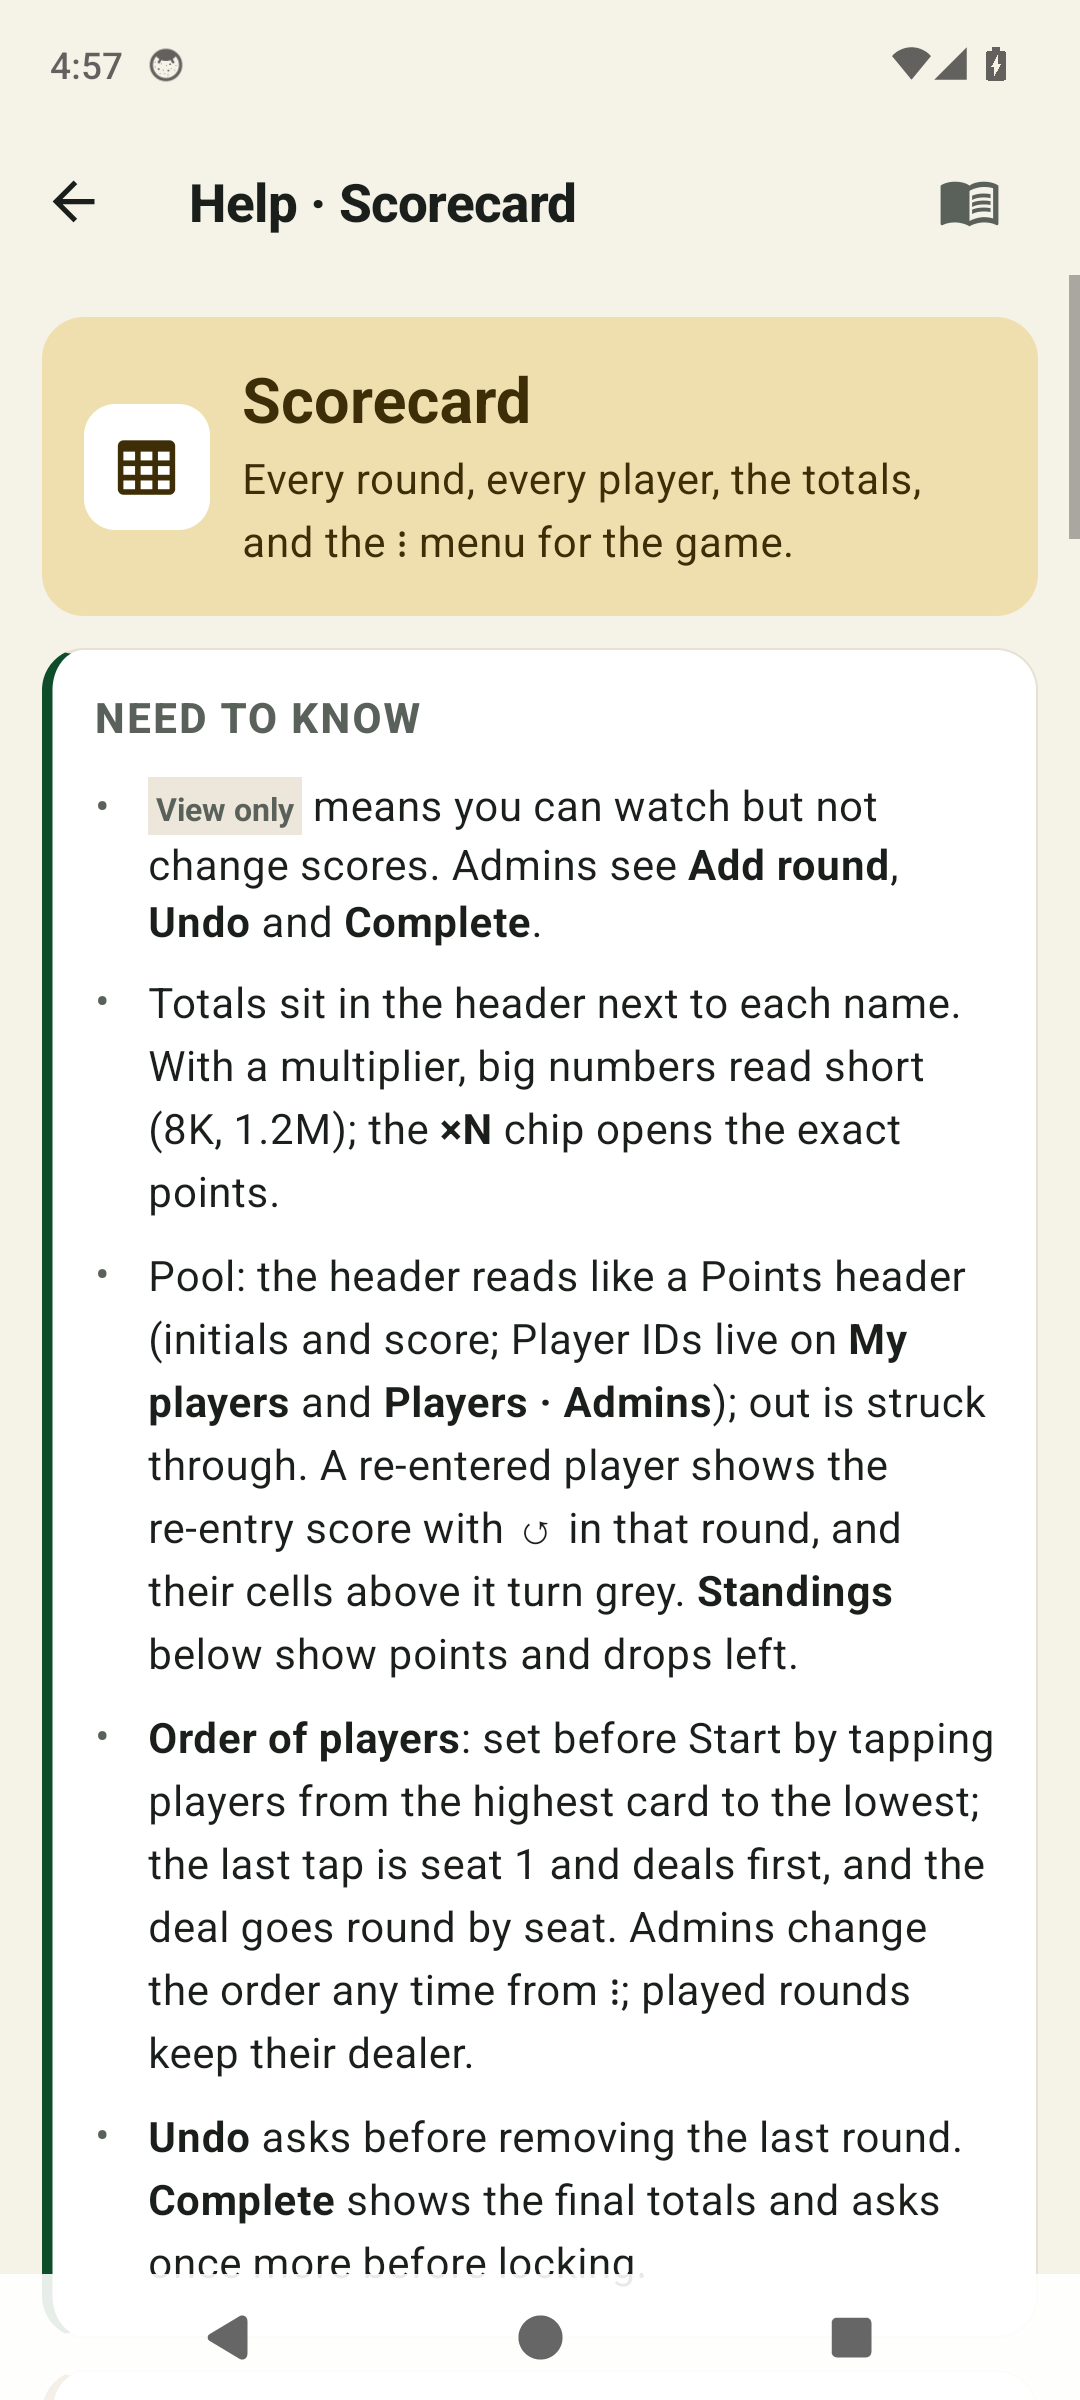 4:57
Help · Scorecard
Scorecard
Every round, every player, the totals,
and the ⋮ menu for the game.
NEED TO KNOW
• View only means you can watch but not
change scores. Admins see Add round,
Undo and Complete.
• Totals sit in the header next to each name.
With a multiplier, big numbers read short
(8K, 1.2M); the ×N chip opens the exact
points.
• Pool: the header reads like a Points header
(initials and score; Player IDs live on My
players and Players · Admins); out is struck
through. A re-entered player shows the
re-entry score with ↺ in that round, and
their cells above it turn grey. Standings
below show points and drops left.
• Order of players: set before Start by tapping
players from the highest card to the lowest;
the last tap is seat 1 and deals first, and the
deal goes round by seat. Admins change
the order any time from ⋮; played rounds
keep their dealer.
• Undo asks before removing the last round.
Complete shows the final totals and asks
once more before locking.